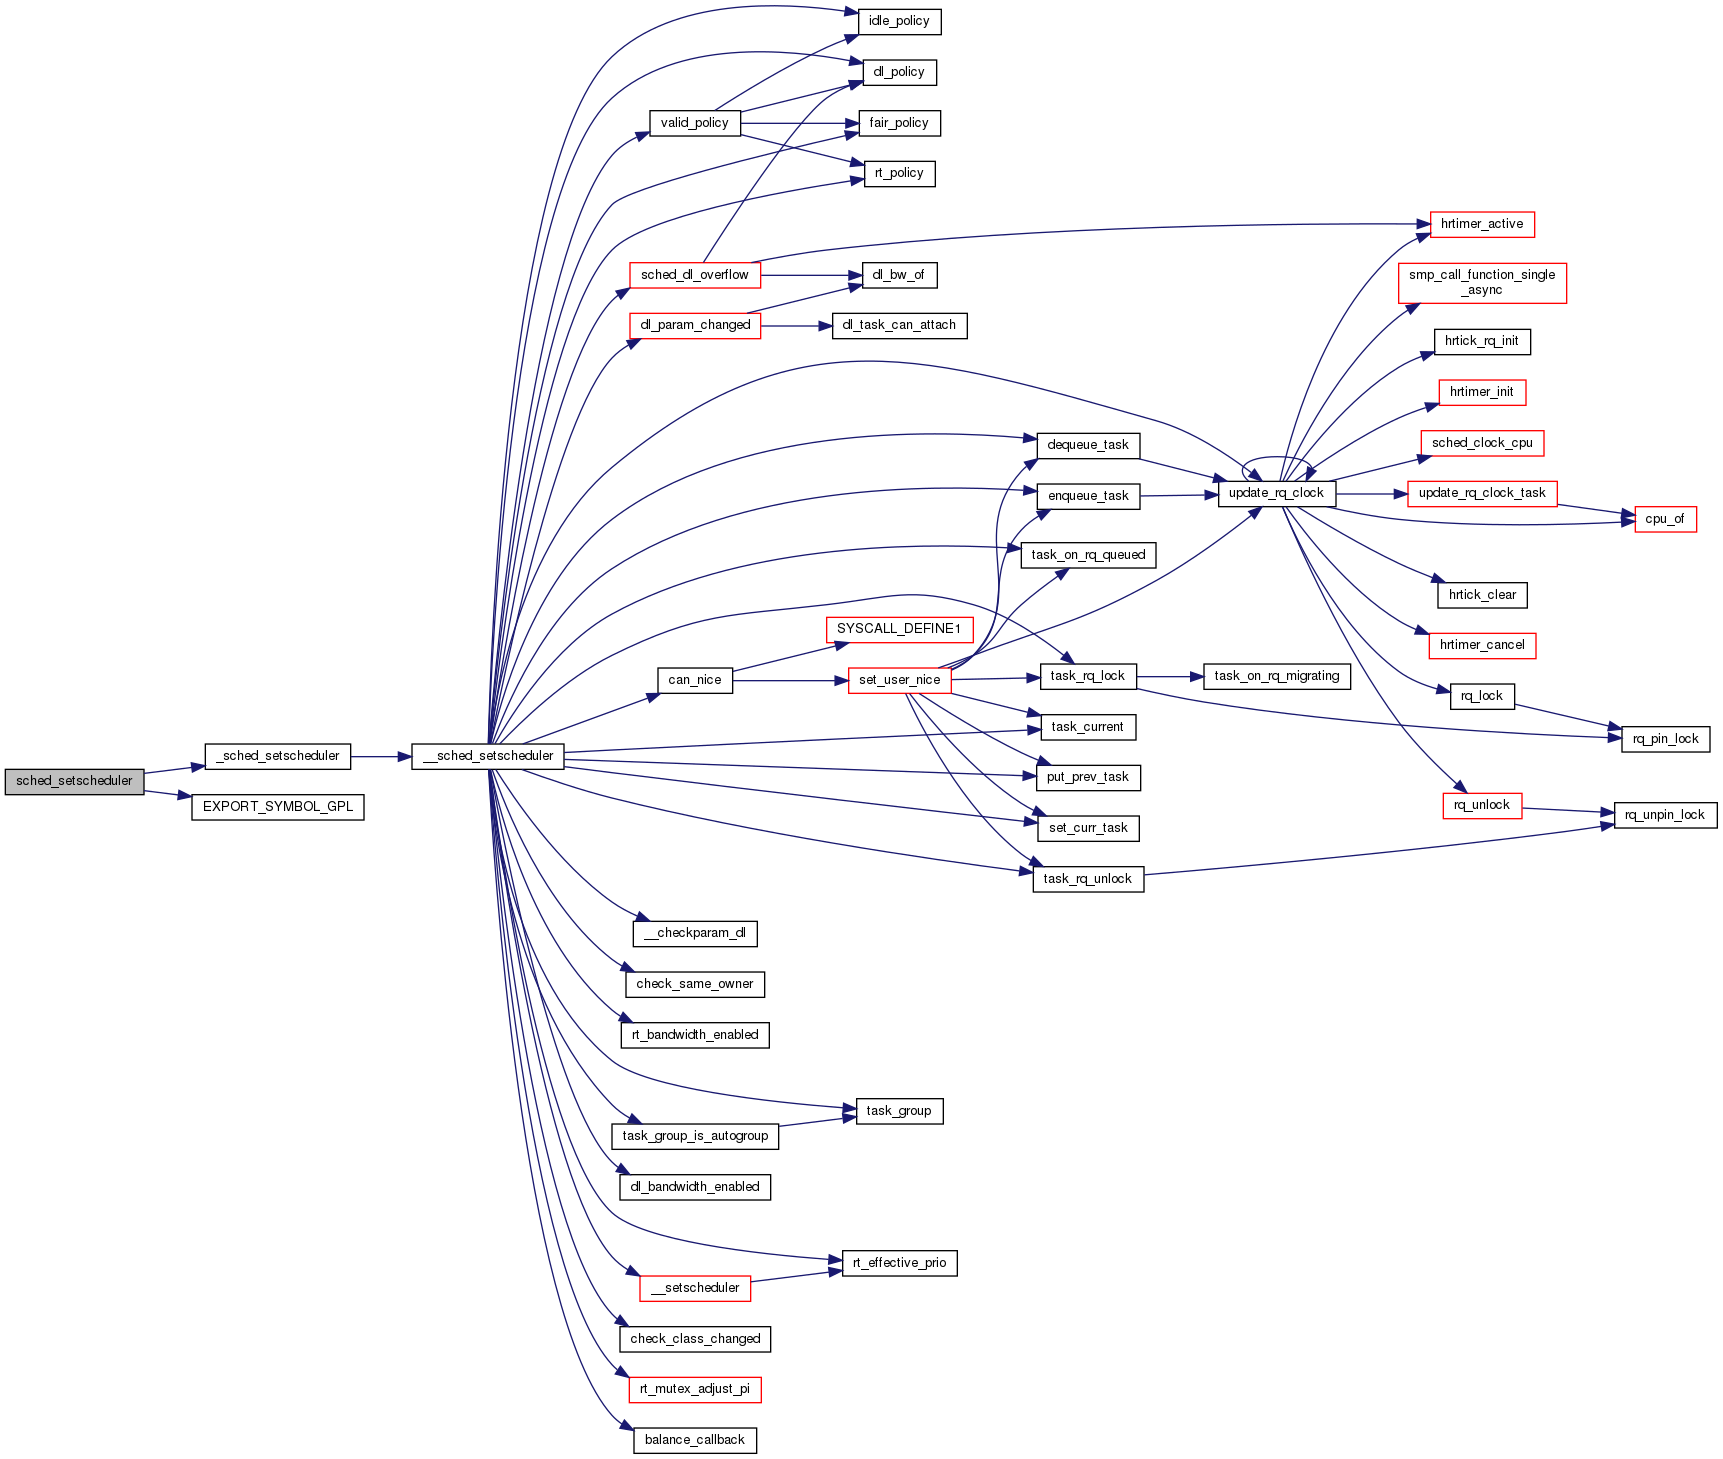 idle_policy
dl_policy
valid_policy
fair_policy
rt_policy
hrtimer_active
sched_dl_overflow
dl_bw_of
smp_call_function_single
_async
dl_param_changed
dl_task_can_attach
hrtick_rq_init
hrtimer_init
dequeue_task
sched_clock_cpu
enqueue_task
update_rq_clock
update_rq_clock_task
cpu_of
task_on_rq_queued
hrtick_clear
SYSCALL_DEFINE1
hrtimer_cancel
can_nice
set_user_nice
task_rq_lock
task_on_rq_migrating
rq_lock
task_current
rq_pin_lock
_sched_setscheduler
__sched_setscheduler
sched_setscheduler
put_prev_task
EXPORT_SYMBOL_GPL
rq_unlock
rq_unpin_lock
set_curr_task
task_rq_unlock
__checkparam_dl
check_same_owner
rt_bandwidth_enabled
task_group
task_group_is_autogroup
dl_bandwidth_enabled
rt_effective_prio
__setscheduler
check_class_changed
rt_mutex_adjust_pi
balance_callback